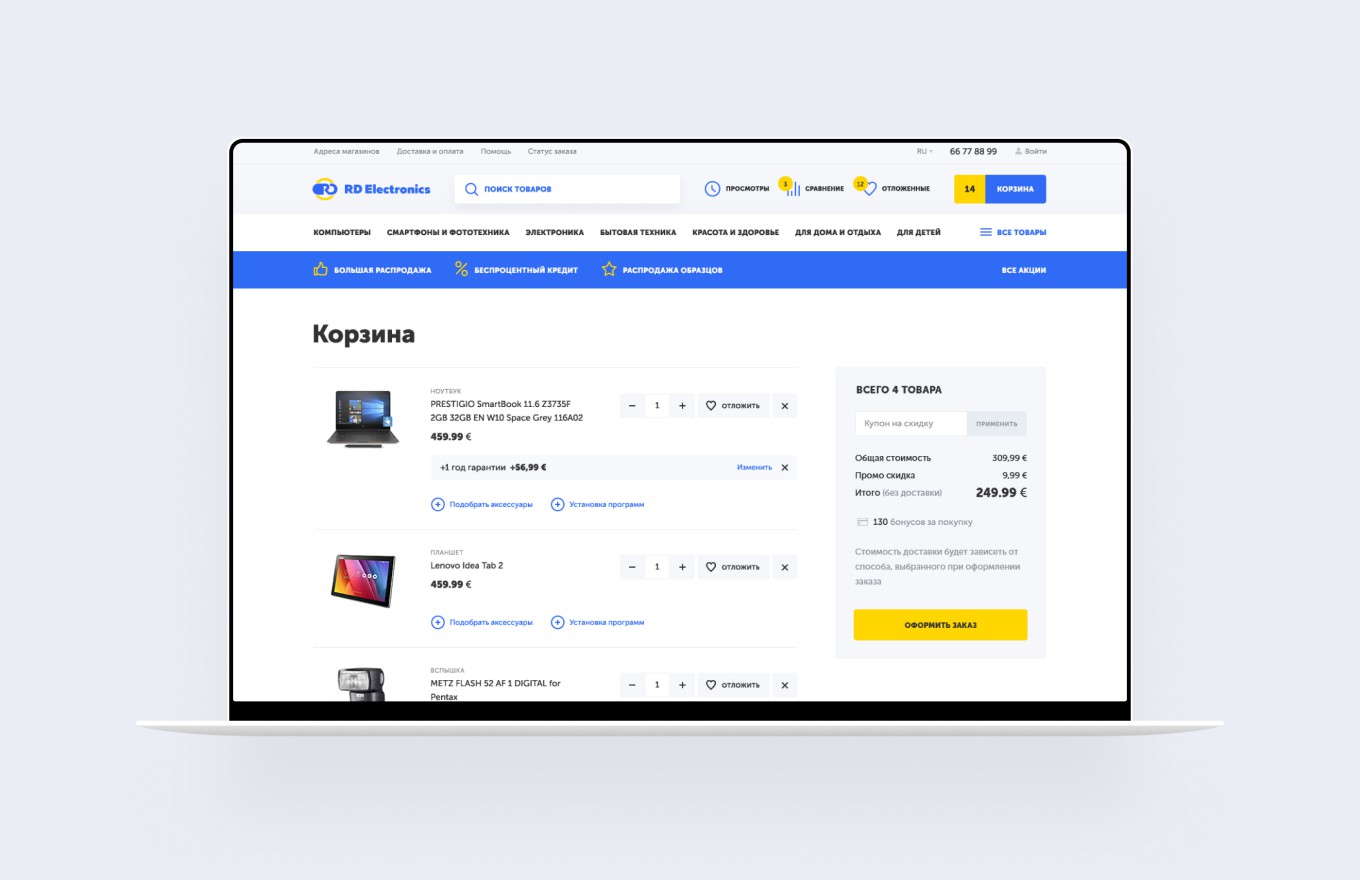 Адреса магазинов Доставка и оплата Помощь Статус заказа RU 66 77 88 99 Войти
RD Electronics ПОИСК ТОВАРОВ ПРОСМОТРЫ 3 СРАВНЕНИЕ 12 ОТЛОЖЕННЫЕ 14 КОРЗИНА
КОМПЬЮТЕРЫ СМАРТФОНЫ И ФОТОТЕХНИКА ЭЛЕКТРОНИКА БЫТОВАЯ ТЕХНИКА КРАСОТА И ЗДОРОВЬЕ ДЛЯ ДОМА И ОТДЫХА ДЛЯ ДЕТЕЙ ВСЕ ТОВАРЫ
БОЛЬШАЯ РАСПРОДАЖА БЕСПРОЦЕНТНЫЙ КРЕДИТ РАСПРОДАЖА ОБРАЗЦОВ ВСЕ АКЦИИ
Корзина
НОУТБУК
PRESTIGIO SmartBook 11.6 Z3735F
2GB 32GB EN W10 Space Grey 116A02
459.99 €
− 1 + ОТЛОЖИТЬ ×
+1 год гарантии +56,99 € Изменить ×
Подобрать аксессуары Установка программ
ПЛАНШЕТ
Lenovo Idea Tab 2
459.99 €
− 1 + ОТЛОЖИТЬ ×
Подобрать аксессуары Установка программ
ВСПЫШКА
METZ FLASH 52 AF 1 DIGITAL for
Pentax
− 1 + ОТЛОЖИТЬ ×
ВСЕГО 4 ТОВАРА
Купон на скидку ПРИМЕНИТЬ
Общая стоимость 309,99 €
Промо скидка 9,99 €
Итого (без доставки) 249.99 €
130 бонусов за покупку
Стоимость доставки будет зависеть от
способа, выбранного при оформлении
заказа
ОФОРМИТЬ ЗАКАЗ